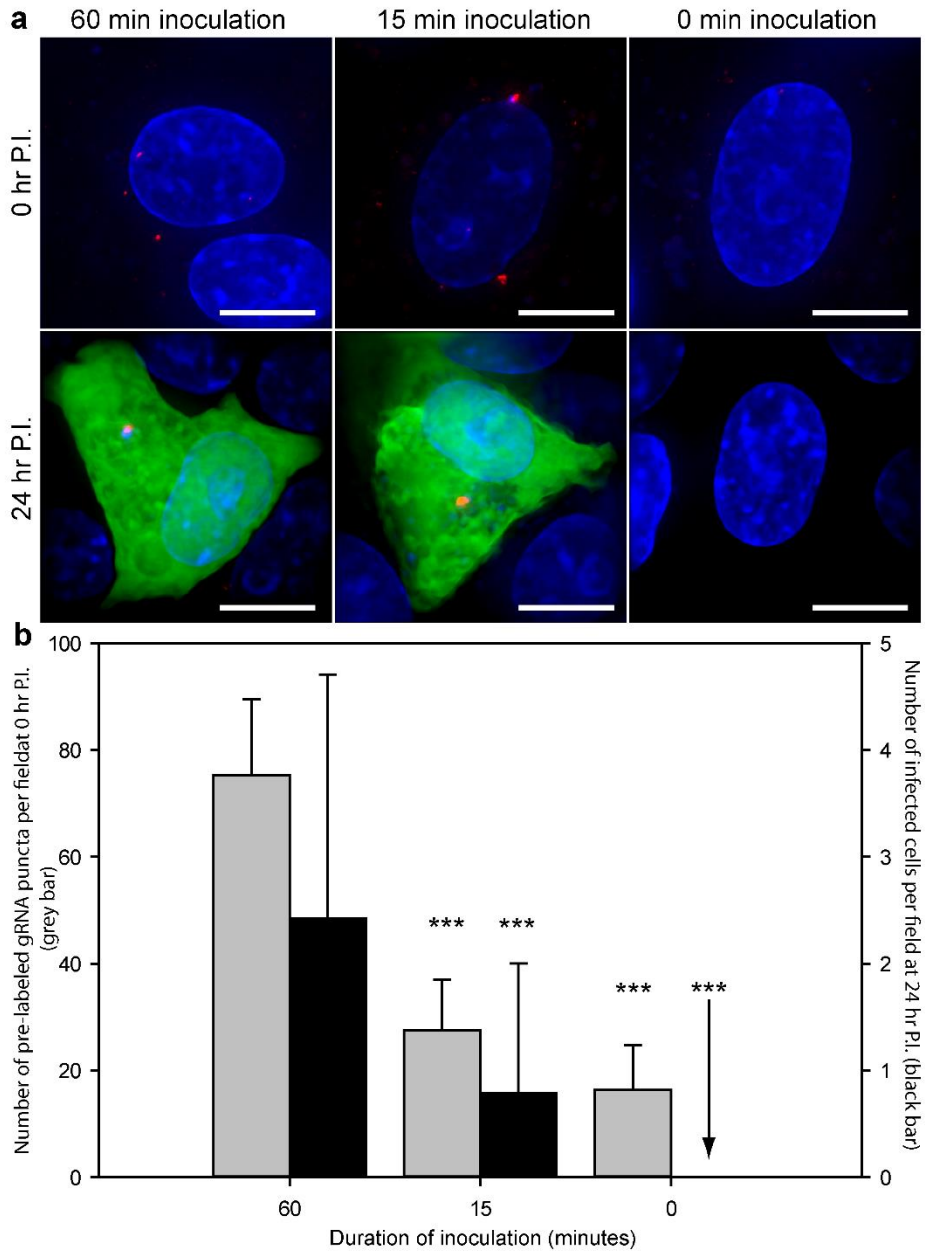 a
60 min inoculation
15 min inoculation
0 min inoculation
0 hr P.I.
24 hr P.I.
b
Number of pre-labeled gRNA puncta per fieldat 0 hr P.I.
(grey bar)
100
80
60
40
20
0
***
***
***
***
5
4
3
2
1
0
Number of infected cells per field at 24 hr P.I. (black bar)
60
15
0
Duration of inoculation (minutes)